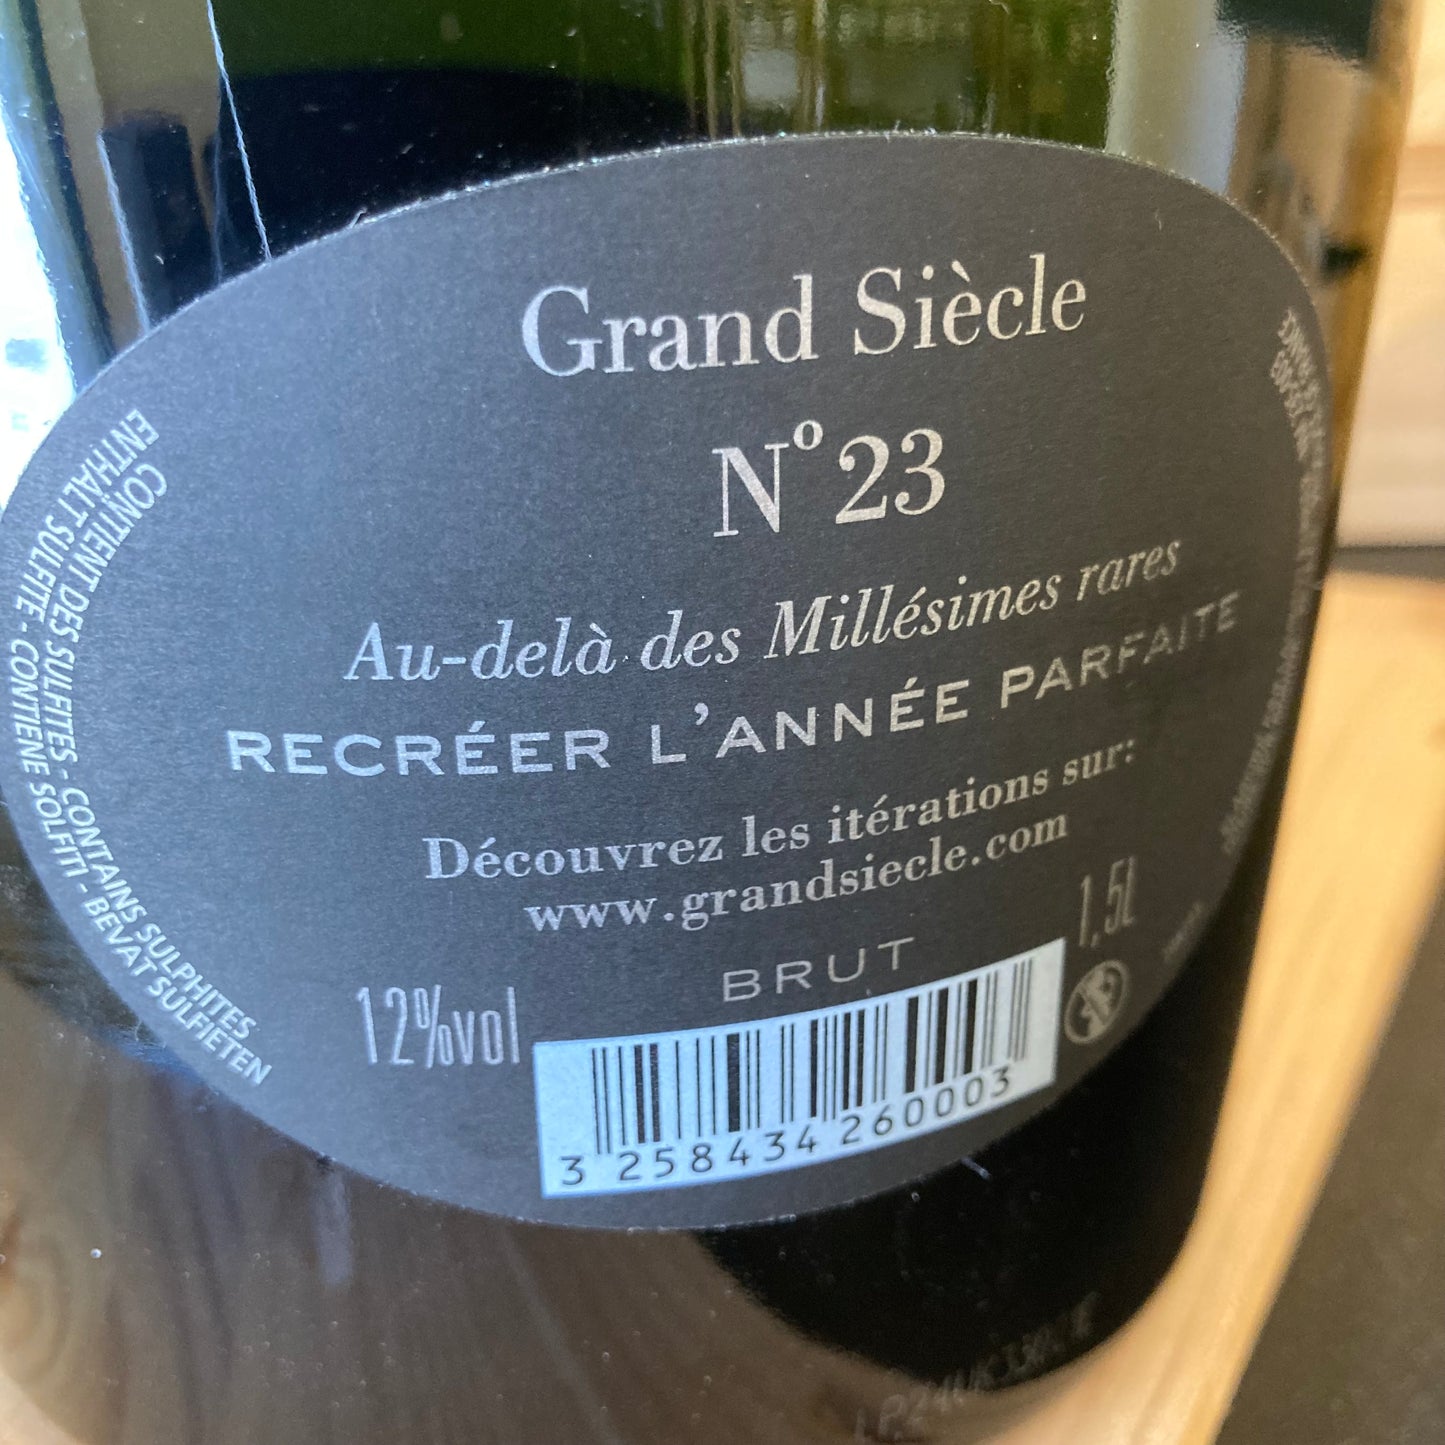 Grand Siècle
Nº 23
Au-delà des Millésimes rares
RECRÉER L'ANNÉE PARFAITE
Découvrez les itérations sur:
www.grandsiecle.com
BRUT
12%vol
1,5l
3 258434 260003
CONTIENT DES SULFITES - CONTAINS SULPHITES
ENTHÄLT SULFITE - CONTIENE SOLFITI - BEVAT SULFIETEN